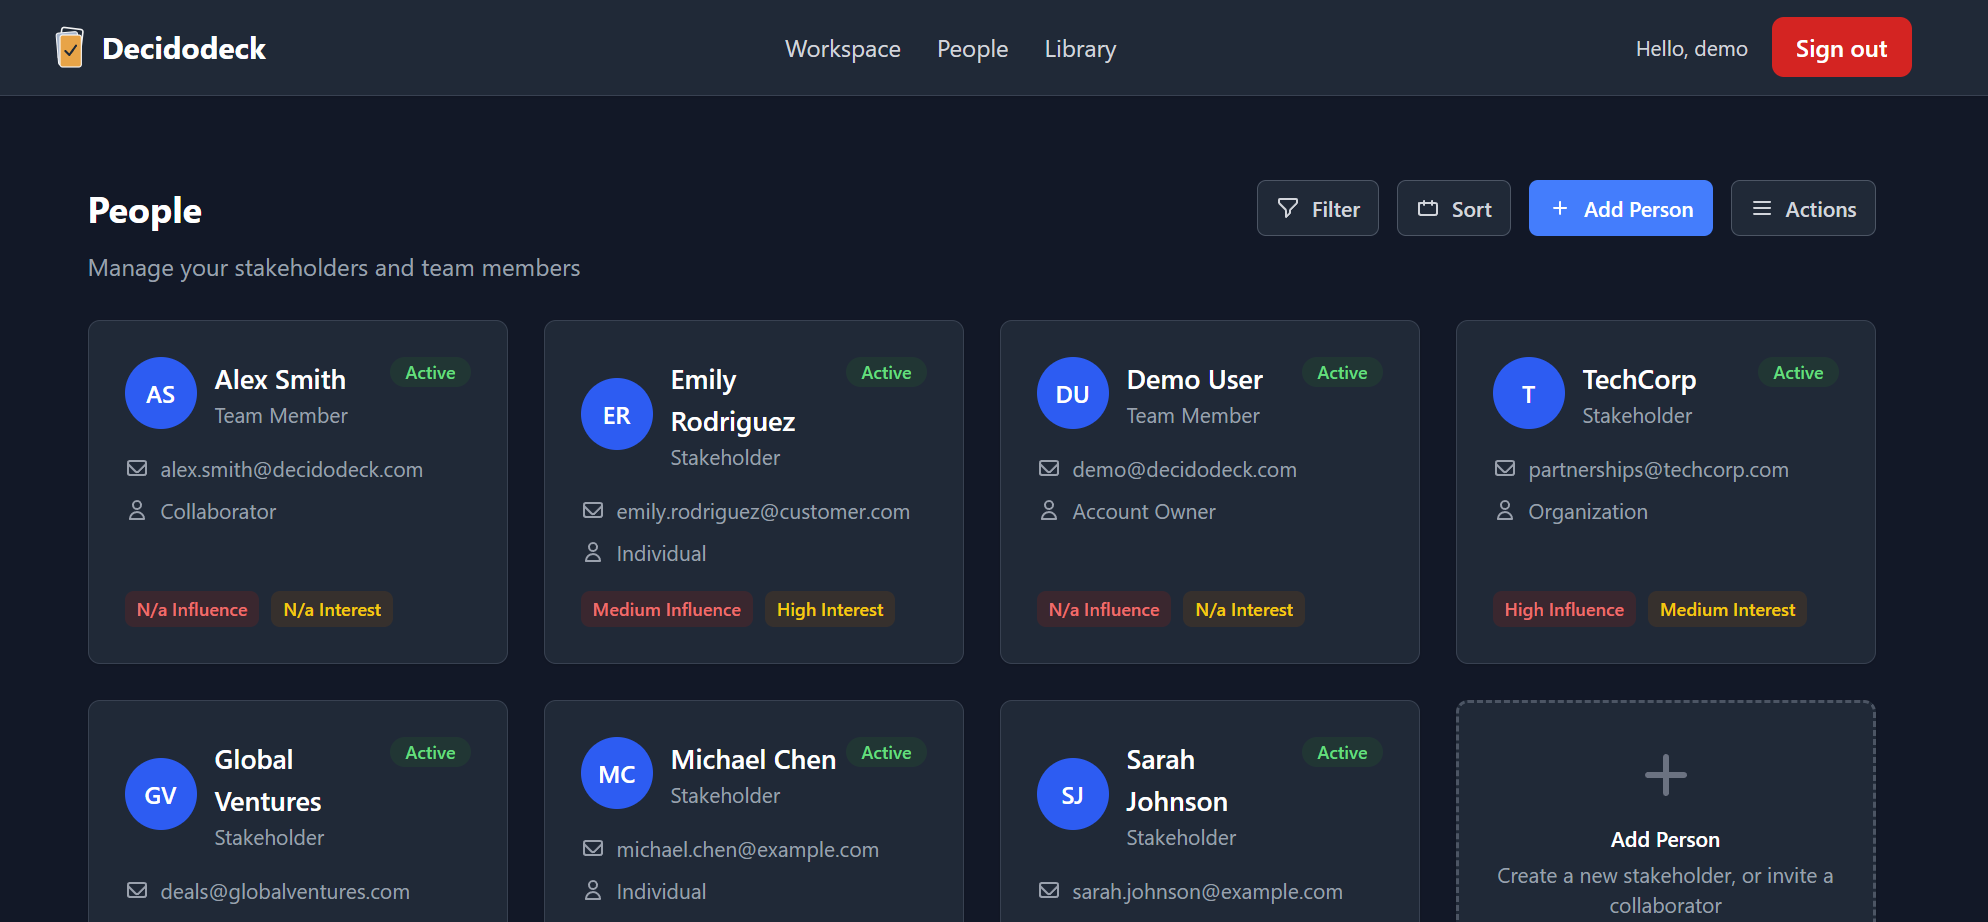 Decidodeck
Workspace People Library
Hello, demo Sign out
People
Manage your stakeholders and team members
Filter Sort Add Person Actions
AS
Alex Smith
Active
Team Member
alex.smith@decidodeck.com
Collaborator
N/a Influence N/a Interest
ER
Emily
Rodriguez
Active
Stakeholder
emily.rodriguez@customer.com
Individual
Medium Influence High Interest
DU
Demo User
Active
Team Member
demo@decidodeck.com
Account Owner
N/a Influence N/a Interest
T
TechCorp
Active
Stakeholder
partnerships@techcorp.com
Organization
High Influence Medium Interest
GV
Global
Ventures
Active
Stakeholder
deals@globalventures.com
MC
Michael Chen
Active
Stakeholder
michael.chen@example.com
Individual
SJ
Sarah
Johnson
Active
Stakeholder
sarah.johnson@example.com
Add Person
Create a new stakeholder, or invite a
collaborator